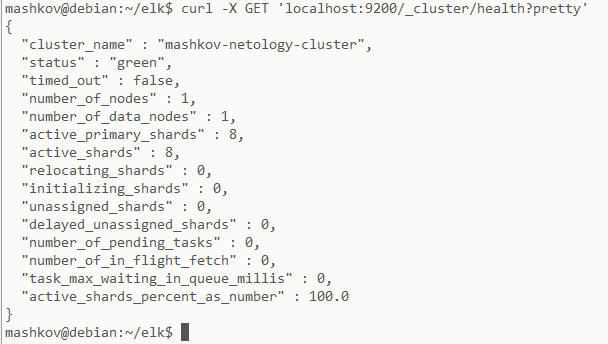 mashkov@debian:~/elk$ curl -X GET 'localhost:9200/_cluster/health?pretty'
{
  "cluster_name" : "mashkov-netology-cluster",
  "status" : "green",
  "timed_out" : false,
  "number_of_nodes" : 1,
  "number_of_data_nodes" : 1,
  "active_primary_shards" : 8,
  "active_shards" : 8,
  "relocating_shards" : 0,
  "initializing_shards" : 0,
  "unassigned_shards" : 0,
  "delayed_unassigned_shards" : 0,
  "number_of_pending_tasks" : 0,
  "number_of_in_flight_fetch" : 0,
  "task_max_waiting_in_queue_millis" : 0,
  "active_shards_percent_as_number" : 100.0
}
mashkov@debian:~/elk$